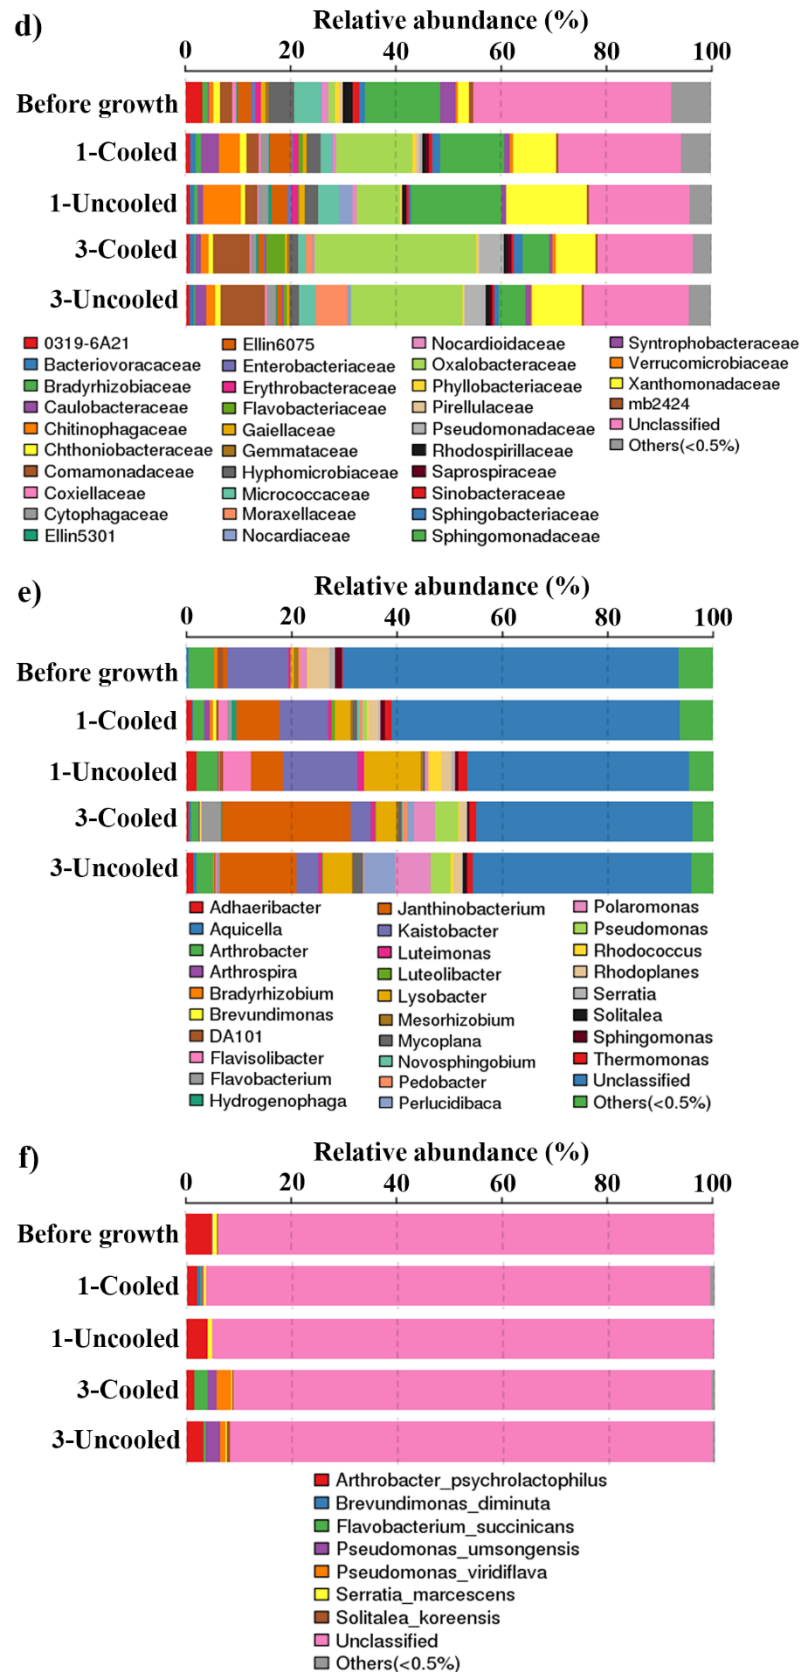 d)
Relative abundance (%)
0 20 40 60 80 100
Before growth
1-Cooled
1-Uncooled
3-Cooled
3-Uncooled
0319-6A21
Bacteriovoracaceae
Bradyrhizobiaceae
Caulobacteraceae
Chitinophagaceae
Chthoniobacteraceae
Comamonadaceae
Coxiellaceae
Cytophagaceae
Ellin5301
Ellin6075
Enterobacteriaceae
Erythrobacteraceae
Flavobacteriaceae
Gaiellaceae
Gemmataceae
Hyphomicrobiaceae
Micrococcaceae
Moraxellaceae
Nocardiaceae
Nocardioidaceae
Oxalobacteraceae
Phyllobacteriaceae
Pirellulaceae
Pseudomonadaceae
Rhodospirillaceae
Saprospiraceae
Sinobacteraceae
Sphingobacteriaceae
Sphingomonadaceae
Syntrophobacteraceae
Verrucomicrobiaceae
Xanthomonadaceae
mb2424
Unclassified
Others(<0.5%)
e)
Relative abundance (%)
0 20 40 60 80 100
Before growth
1-Cooled
1-Uncooled
3-Cooled
3-Uncooled
Adhaeribacter
Aquicella
Arthrobacter
Arthrospira
Bradyrhizobium
Brevundimonas
DA101
Flavisolibacter
Flavobacterium
Hydrogenophaga
Janthinobacterium
Kaistobacter
Luteimonas
Luteolibacter
Lysobacter
Mesorhizobium
Mycoplana
Novosphingobium
Pedobacter
Perlucidibaca
Polaromonas
Pseudomonas
Rhodococcus
Rhodoplanes
Serratia
Solitalea
Sphingomonas
Thermomonas
Unclassified
Others(<0.5%)
f)
Relative abundance (%)
0 20 40 60 80 100
Before growth
1-Cooled
1-Uncooled
3-Cooled
3-Uncooled
Arthrobacter_psychrolactophilus
Brevundimonas_diminuta
Flavobacterium_succinicans
Pseudomonas_umsongensis
Pseudomonas_viridiflava
Serratia_marcescens
Solitalea_koreensis
Unclassified
Others(<0.5%)